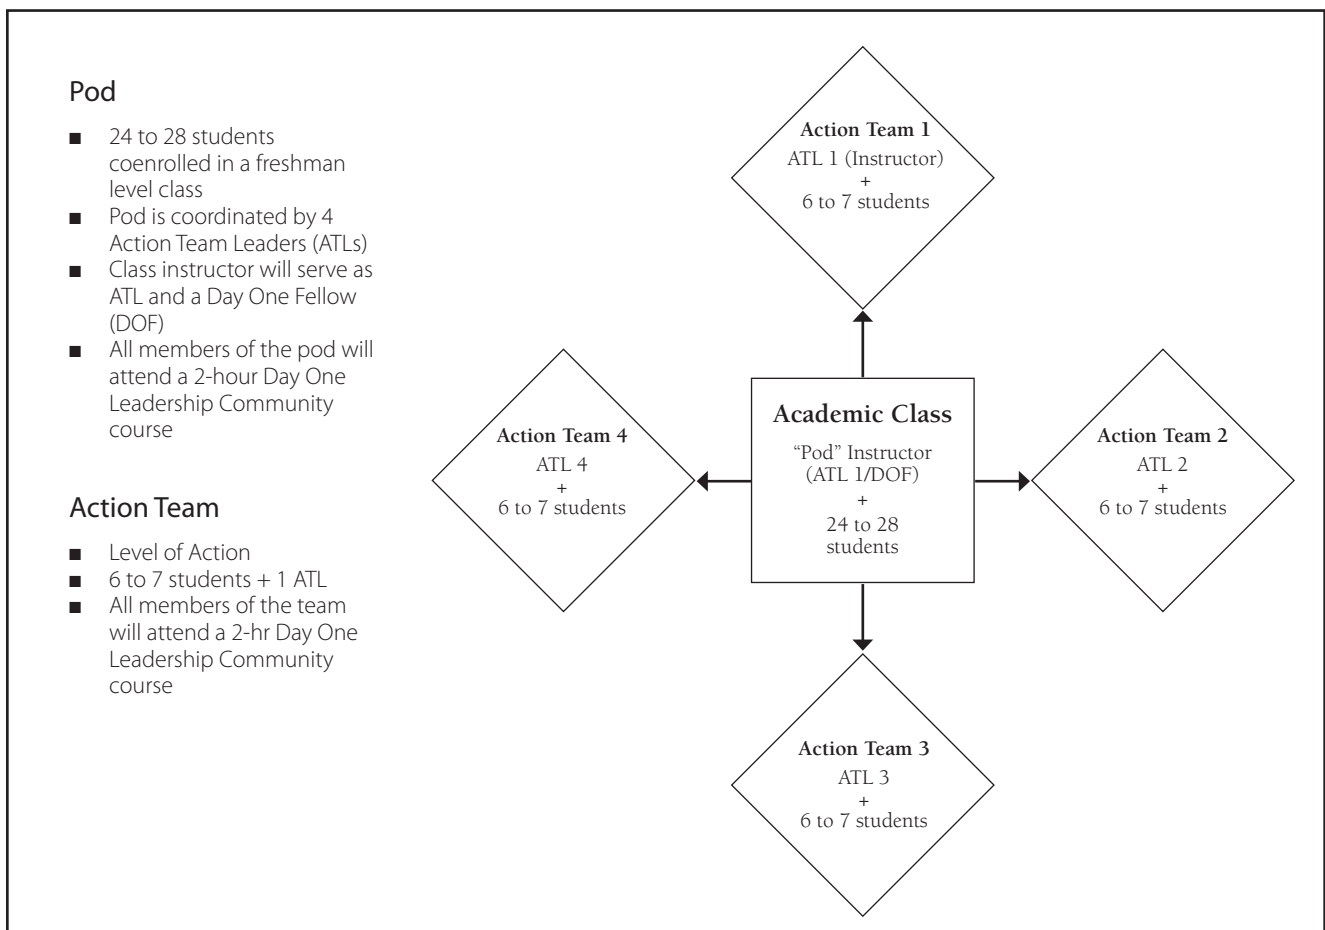 Pod
■ 24 to 28 students
coenrolled in a freshman
level class
■ Pod is coordinated by 4
Action Team Leaders (ATLs)
■ Class instructor will serve as
ATL and a Day One Fellow
(DOF)
■ All members of the pod will
attend a 2-hour Day One
Leadership Community
course
Action Team
■ Level of Action
■ 6 to 7 students + 1 ATL
■ All members of the team
will attend a 2-hr Day One
Leadership Community
course
Action Team 1
ATL 1 (Instructor)
+
6 to 7 students
Action Team 4
ATL 4
+
6 to 7 students
Academic Class
“Pod” Instructor
(ATL 1/DOF)
+
24 to 28
students
Action Team 2
ATL 2
+
6 to 7 students
Action Team 3
ATL 3
+
6 to 7 students